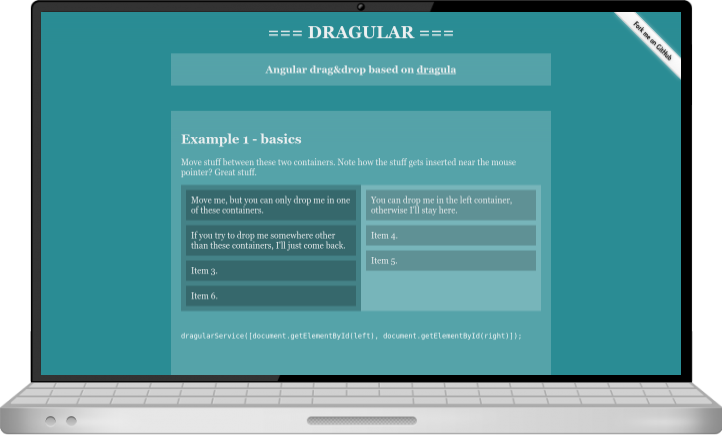 === DRAGULAR ===
Fork me on GitHub
Angular drag&drop based on dragula
Example 1 - basics
Move stuff between these two containers. Note how the stuff gets inserted near the mouse
pointer? Great stuff.
Move me, but you can only drop me in one
of these containers.
If you try to drop me somewhere other
than these containers, I'll just come back.
Item 3.
Item 6.
You can drop me in the left container,
otherwise I'll stay here.
Item 4.
Item 5.
dragularService([document.getElementById(left), document.getElementById(right)]);